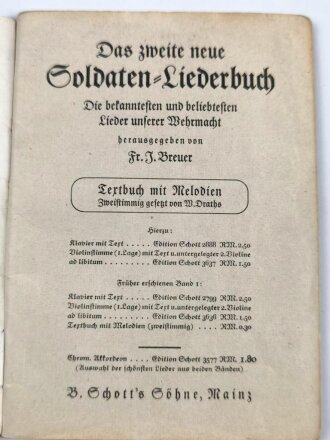 Das zweite neue
Soldaten-Liederbuch
Die bekanntesten und beliebtesten
Lieder unserer Wehrmacht
herausgegeben von
Fr. J. Breuer
Textbuch mit Melodien
Zweistimmig gesetzt von W. Draths
Hierzu:
Klavier mit Text . . . . . Edition Schott 2888 RM. 2,50
Violinstimme (1. Lage) mit Text u. untergelegter 2. Violine
ad libitum . . . . . . Edition Schott 3637 RM. 1.50
Früher erschienen Band 1:
Klavier mit Text . . . . Edition Schott 2799 RM. 2,50
Violinstimme (1. Lage) mit Text u. untergelegter 2. Violine
ad libitum . . . . . . Edition Schott 3636 RM. 1.50
Textbuch mit Melodien (zweistimmig) . . . . RM. 0.30
Chrom. Akkordeon . . . . Edition Schott 3577 RM. 1.80
(Auswahl der schönsten Lieder aus beiden Bänden)
B. Schott's Söhne, Mainz